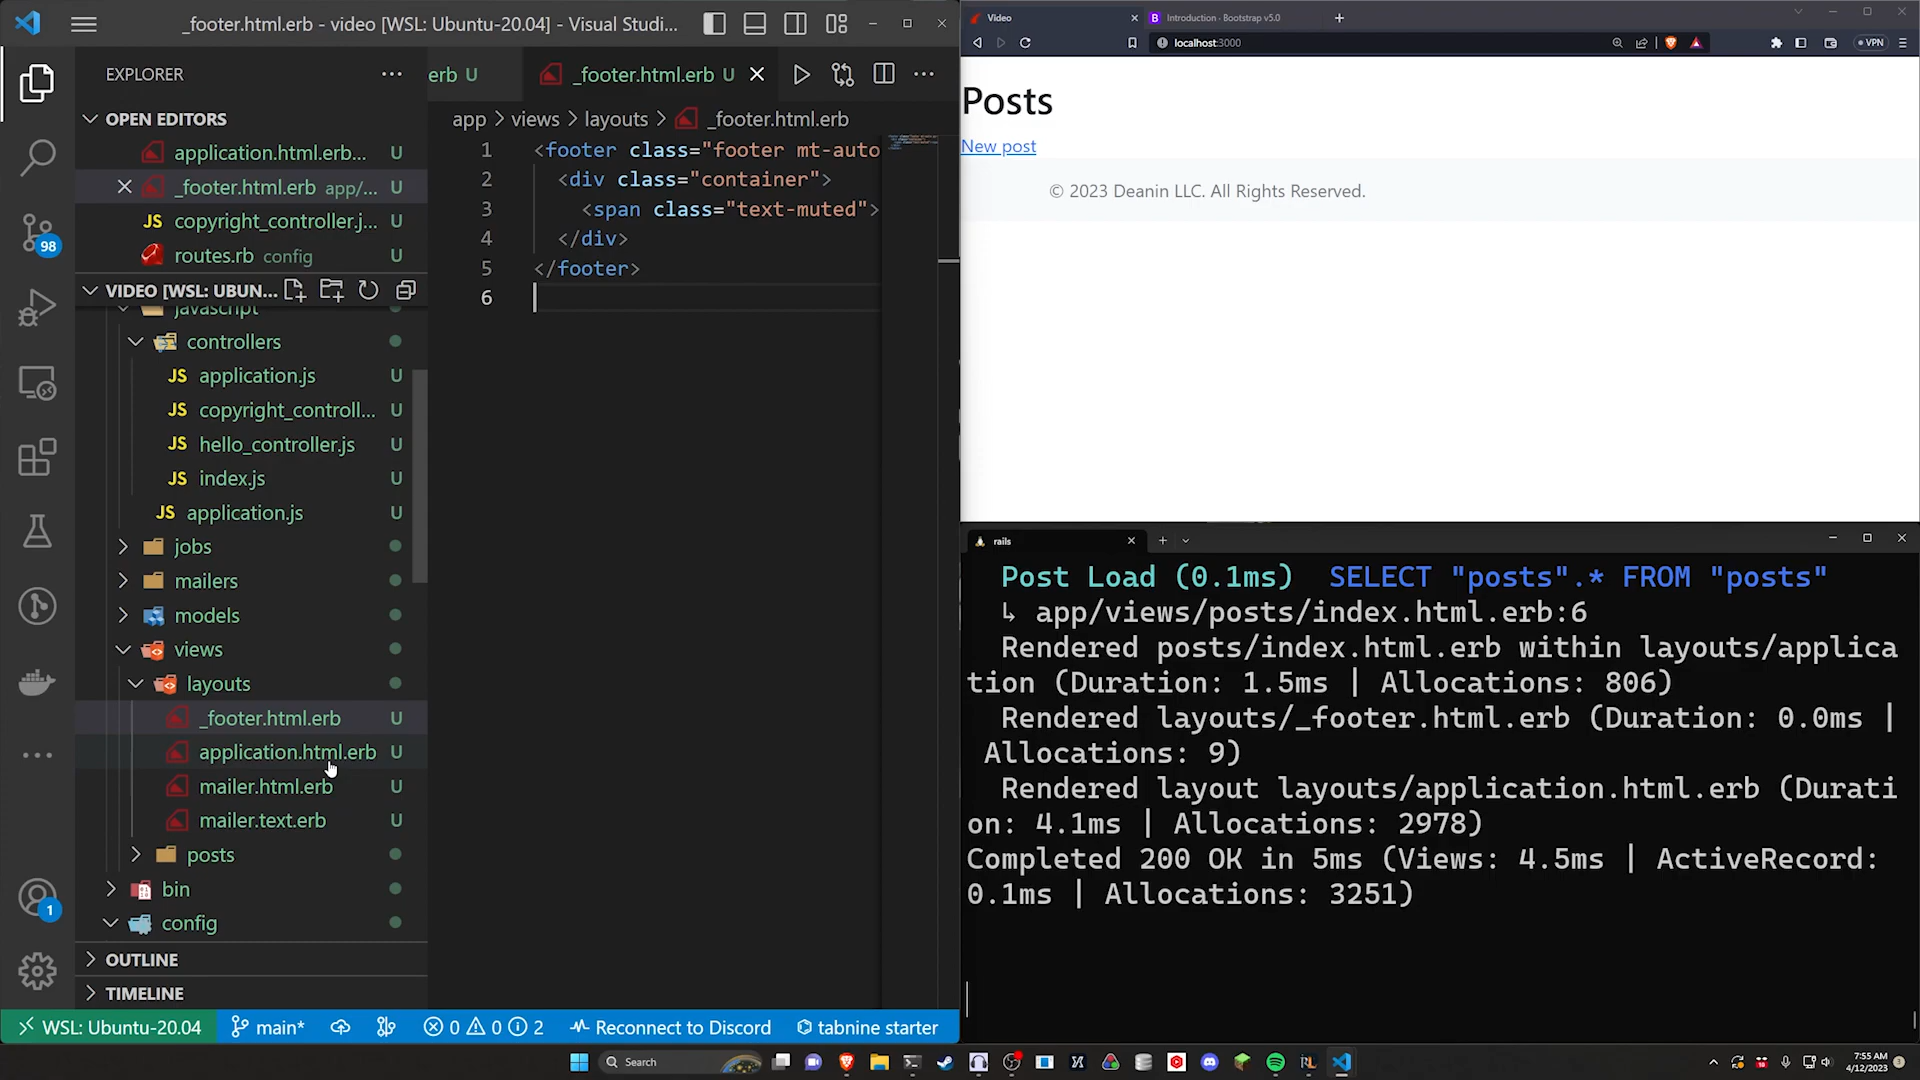 _footer.html.erb - video [WSL: Ubuntu-20.04] - Visual Studi...
EXPLORER
OPEN EDITORS
application.html.erb... U
_footer.html.erb app/... U
copyright_controller.j... U
routes.rb config U
VIDEO [WSL: UBUN...
javascript
controllers
application.js U
copyright_controll... U
hello_controller.js U
index.js U
application.js U
jobs
mailers
models
views
layouts
_footer.html.erb U
application.html.erb U
mailer.html.erb U
mailer.text.erb U
posts
bin
config
OUTLINE
TIMELINE
98
1
erb U
_footer.html.erb U
app > views > layouts > _footer.html.erb
1 <footer class="footer mt-auto
2 <div class="container">
3 <span class="text-muted">
4 </div>
5 </footer>
6
WSL: Ubuntu-20.04 main* 0 0 2 Reconnect to Discord tabnine starter
Video
Introduction · Bootstrap v5.0
localhost:3000
VPN
Posts
New post
© 2023 Deanin LLC. All Rights Reserved.
rails
Post Load (0.1ms) SELECT "posts".* FROM "posts"
↳ app/views/posts/index.html.erb:6
Rendered posts/index.html.erb within layouts/applica
tion (Duration: 1.5ms | Allocations: 806)
Rendered layouts/_footer.html.erb (Duration: 0.0ms |
Allocations: 9)
Rendered layout layouts/application.html.erb (Durati
on: 4.1ms | Allocations: 2978)
Completed 200 OK in 5ms (Views: 4.5ms | ActiveRecord:
0.1ms | Allocations: 3251)
Search
7:55 AM
4/12/2023